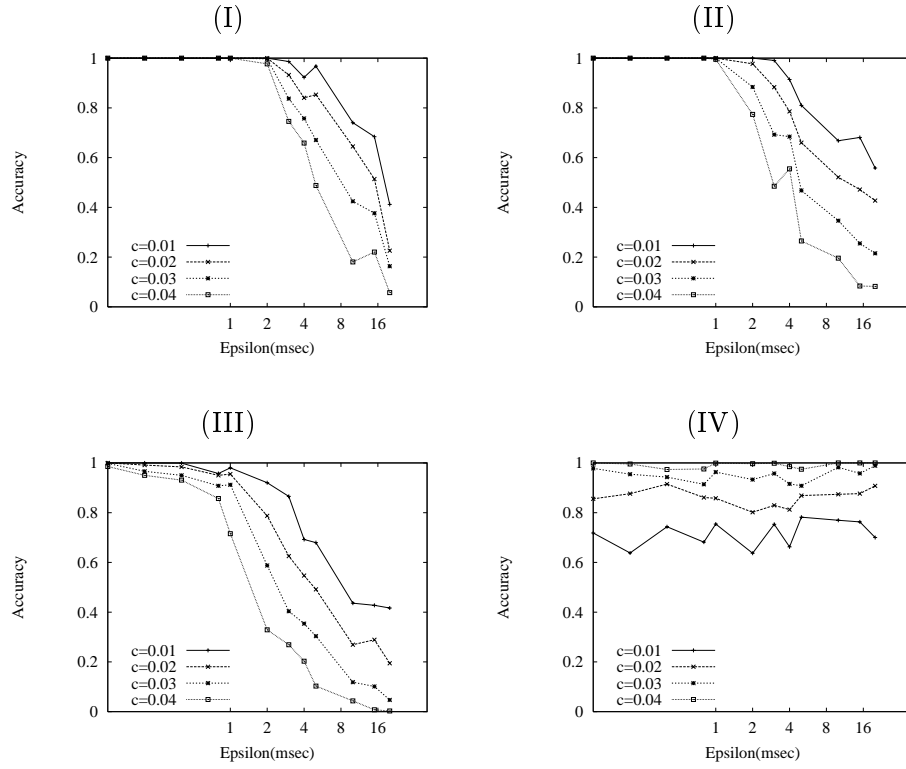 (I)
Accuracy
1
0.8
0.6
0.4
0.2
0
c=0.01
c=0.02
c=0.03
c=0.04
1 2 4 8 16
Epsilon(msec)
(II)
Accuracy
1
0.8
0.6
0.4
0.2
0
c=0.01
c=0.02
c=0.03
c=0.04
1 2 4 8 16
Epsilon(msec)
(III)
Accuracy
1
0.8
0.6
0.4
0.2
0
c=0.01
c=0.02
c=0.03
c=0.04
1 2 4 8 16
Epsilon(msec)
(IV)
Accuracy
1
0.8
0.6
0.4
0.2
0
c=0.01
c=0.02
c=0.03
c=0.04
1 2 4 8 16
Epsilon(msec)